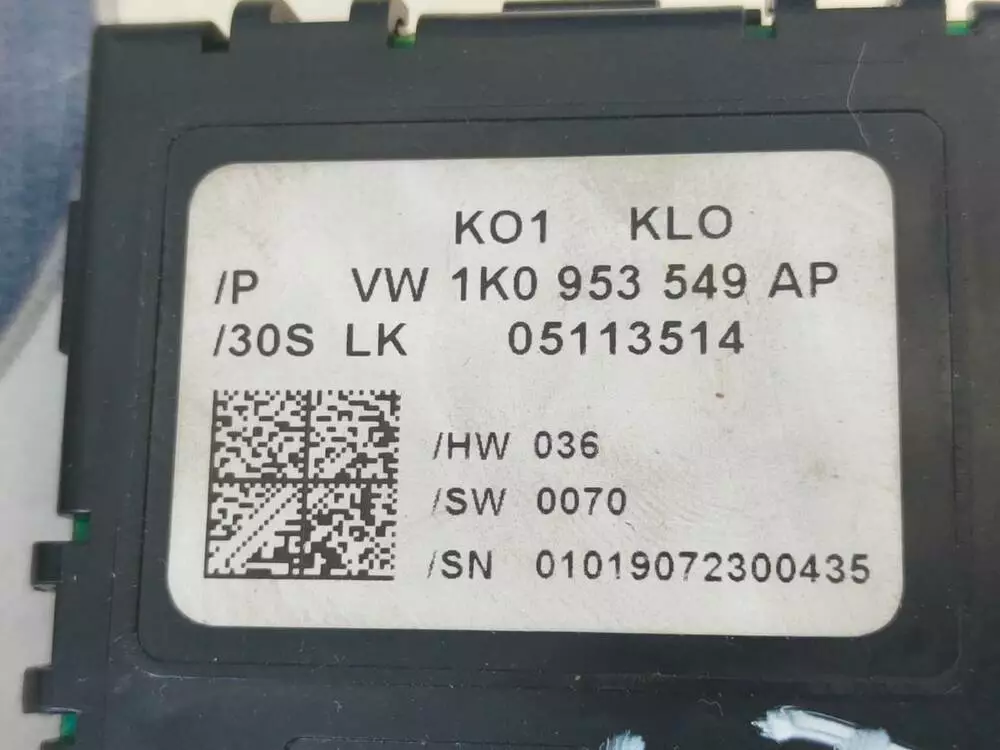 KO1 KLO
/P VW 1K0 953 549 AP
/30S LK 05113514
/HW 036
/SW 0070
/SN 01019072300435